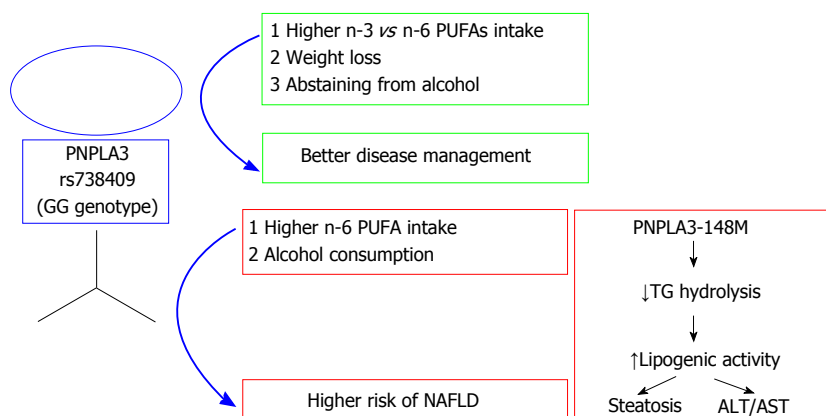 1 Higher n-3 vs n-6 PUFAs intake
2 Weight loss
3 Abstaining from alcohol
Better disease management
PNPLA3
rs738409
(GG genotype)
1 Higher n-6 PUFA intake
2 Alcohol consumption
Higher risk of NAFLD
PNPLA3-148M
↓TG hydrolysis
↑Lipogenic activity
Steatosis
ALT/AST